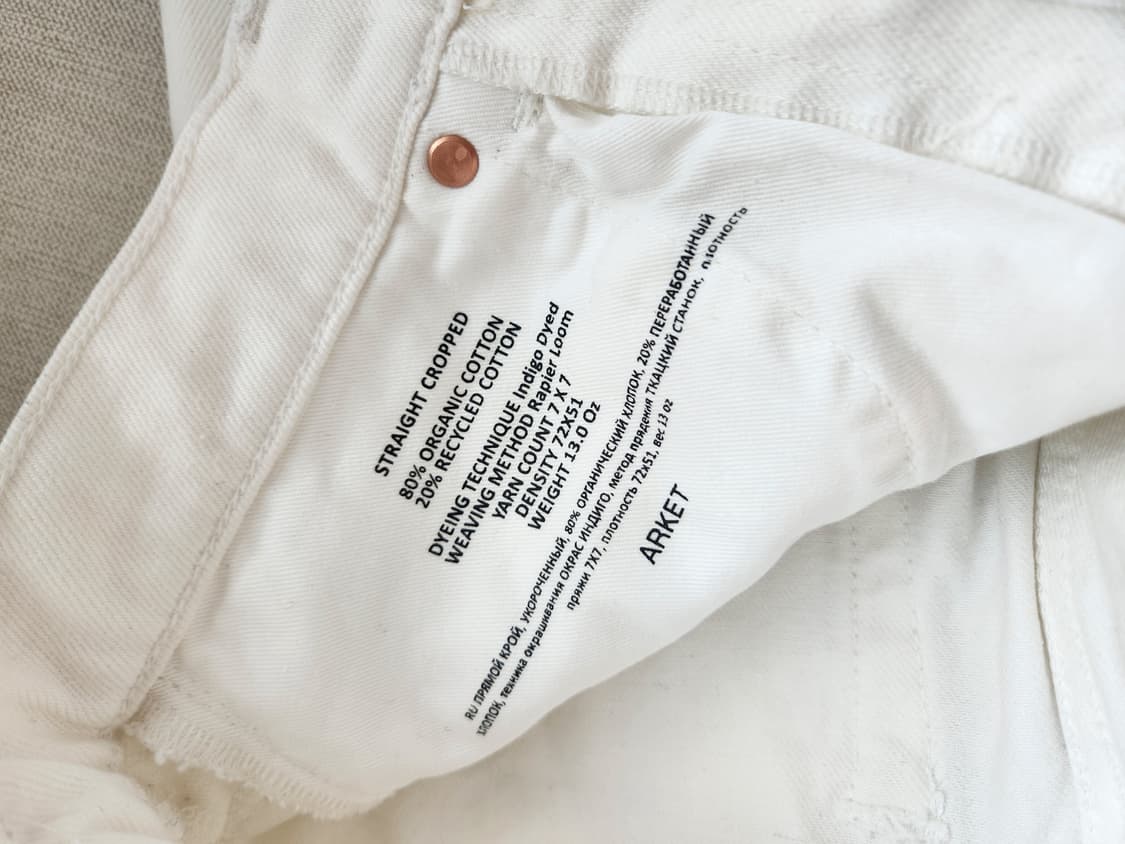 STRAIGHT CROPPED
80% ORGANIC COTTON
20% RECYCLED COTTON
DYEING TECHNIQUE Indigo Dyed
WEAVING METHOD Rapier Loom
YARN COUNT 7 X 7
DENSITY 72X51
WEIGHT 13.0 Oz
RU ПРЯМОЙ КРОЙ, УКОРОЧЕННЫЙ, 80% ОРГАНИЧЕСКИЙ ХЛОПОК, 20% ПЕРЕРАБОТАННЫЙ
ХЛОПОК, техника окрашивания ОКРАС ИНДИГО, метод прядения ТКАЦКИЙ СТАНОК, плотность
пряжи 7X7, плотность 72x51, вес 13 oz
ARKET